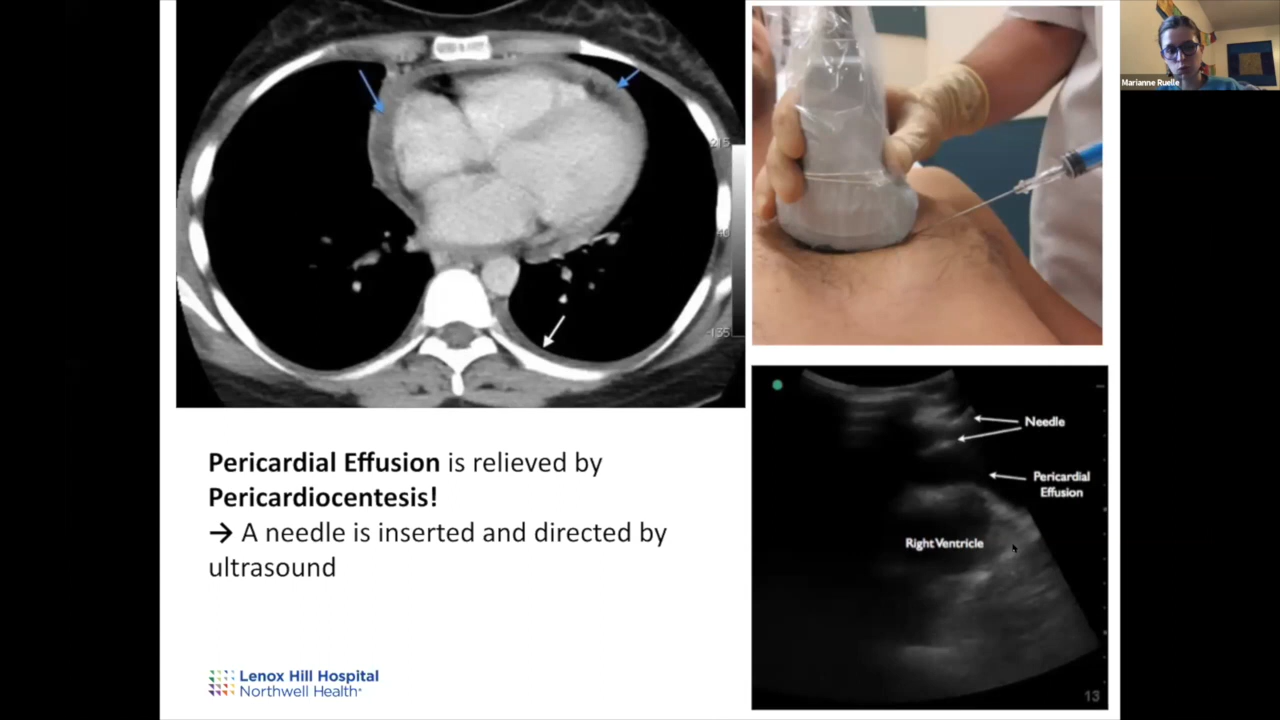 Marianne Ruelle
Pericardial Effusion is relieved by
Pericardiocentesis!
→ A needle is inserted and directed by
ultrasound
Needle
Pericardial
Effusion
Right Ventricle
13
Lenox Hill Hospital
Northwell Health®